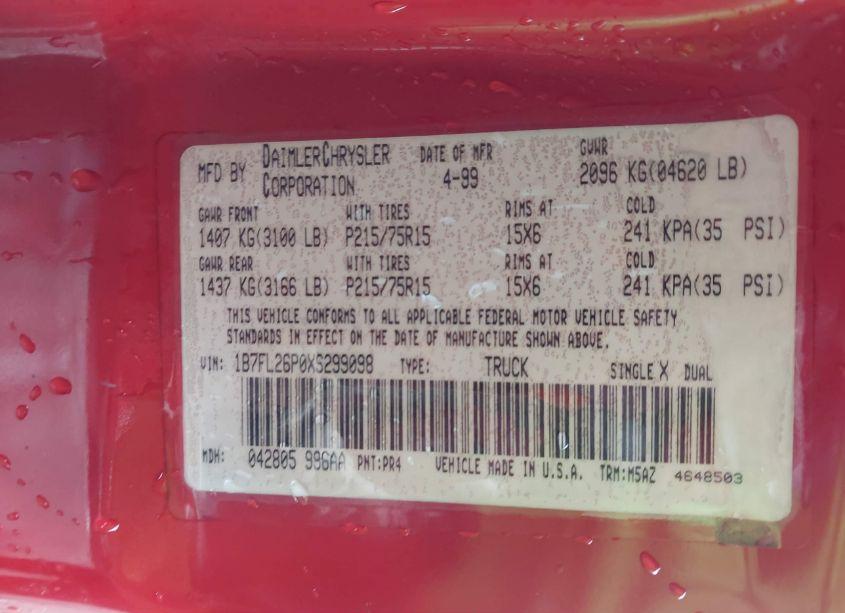 MFD BY DAIMLERCHRYSLER CORPORATION DATE OF MFR 4-99 GVWR 2096 KG(04620 LB)
GAWR FRONT WITH TIRES RIMS AT COLD
1407 KG(3100 LB) P215/75R15 15X6 241 KPA(35 PSI)
GAWR REAR WITH TIRES RIMS AT COLD
1437 KG(3166 LB) P215/75R15 15X6 241 KPA(35 PSI)
THIS VEHICLE CONFORMS TO ALL APPLICABLE FEDERAL MOTOR VEHICLE SAFETY
STANDARDS IN EFFECT ON THE DATE OF MANUFACTURE SHOWN ABOVE.
VIN: 1B7FL26P0XS299098 TYPE: TRUCK SINGLE X DUAL
MDH: 042805 996AA PNT:PR4 VEHICLE MADE IN U.S.A. TRM:M5AZ 4648503